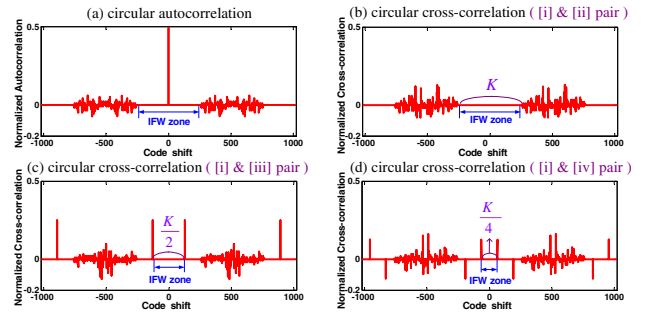 (a) circular autocorrelation
Normalized Autocorrelation
0.5
0
-0.2
IFW zone
-1000 -500 0 500 1000
Code shift
(b) circular cross-correlation ( [i] & [ii] pair )
Normalized Cross-correlation
0.5
0
-0.2
K
IFW zone
-1000 -500 0 500 1000
Code shift
(c) circular cross-correlation ( [i] & [iii] pair )
Normalized Cross-correlation
0.5
0
-0.2
K
2
IFW zone
-1000 -500 0 500 1000
Code shift
(d) circular cross-correlation ( [i] & [iv] pair )
Normalized Cross-correlation
0.5
0
-0.2
K
4
IFW zone
-1000 -500 0 500 1000
Code shift